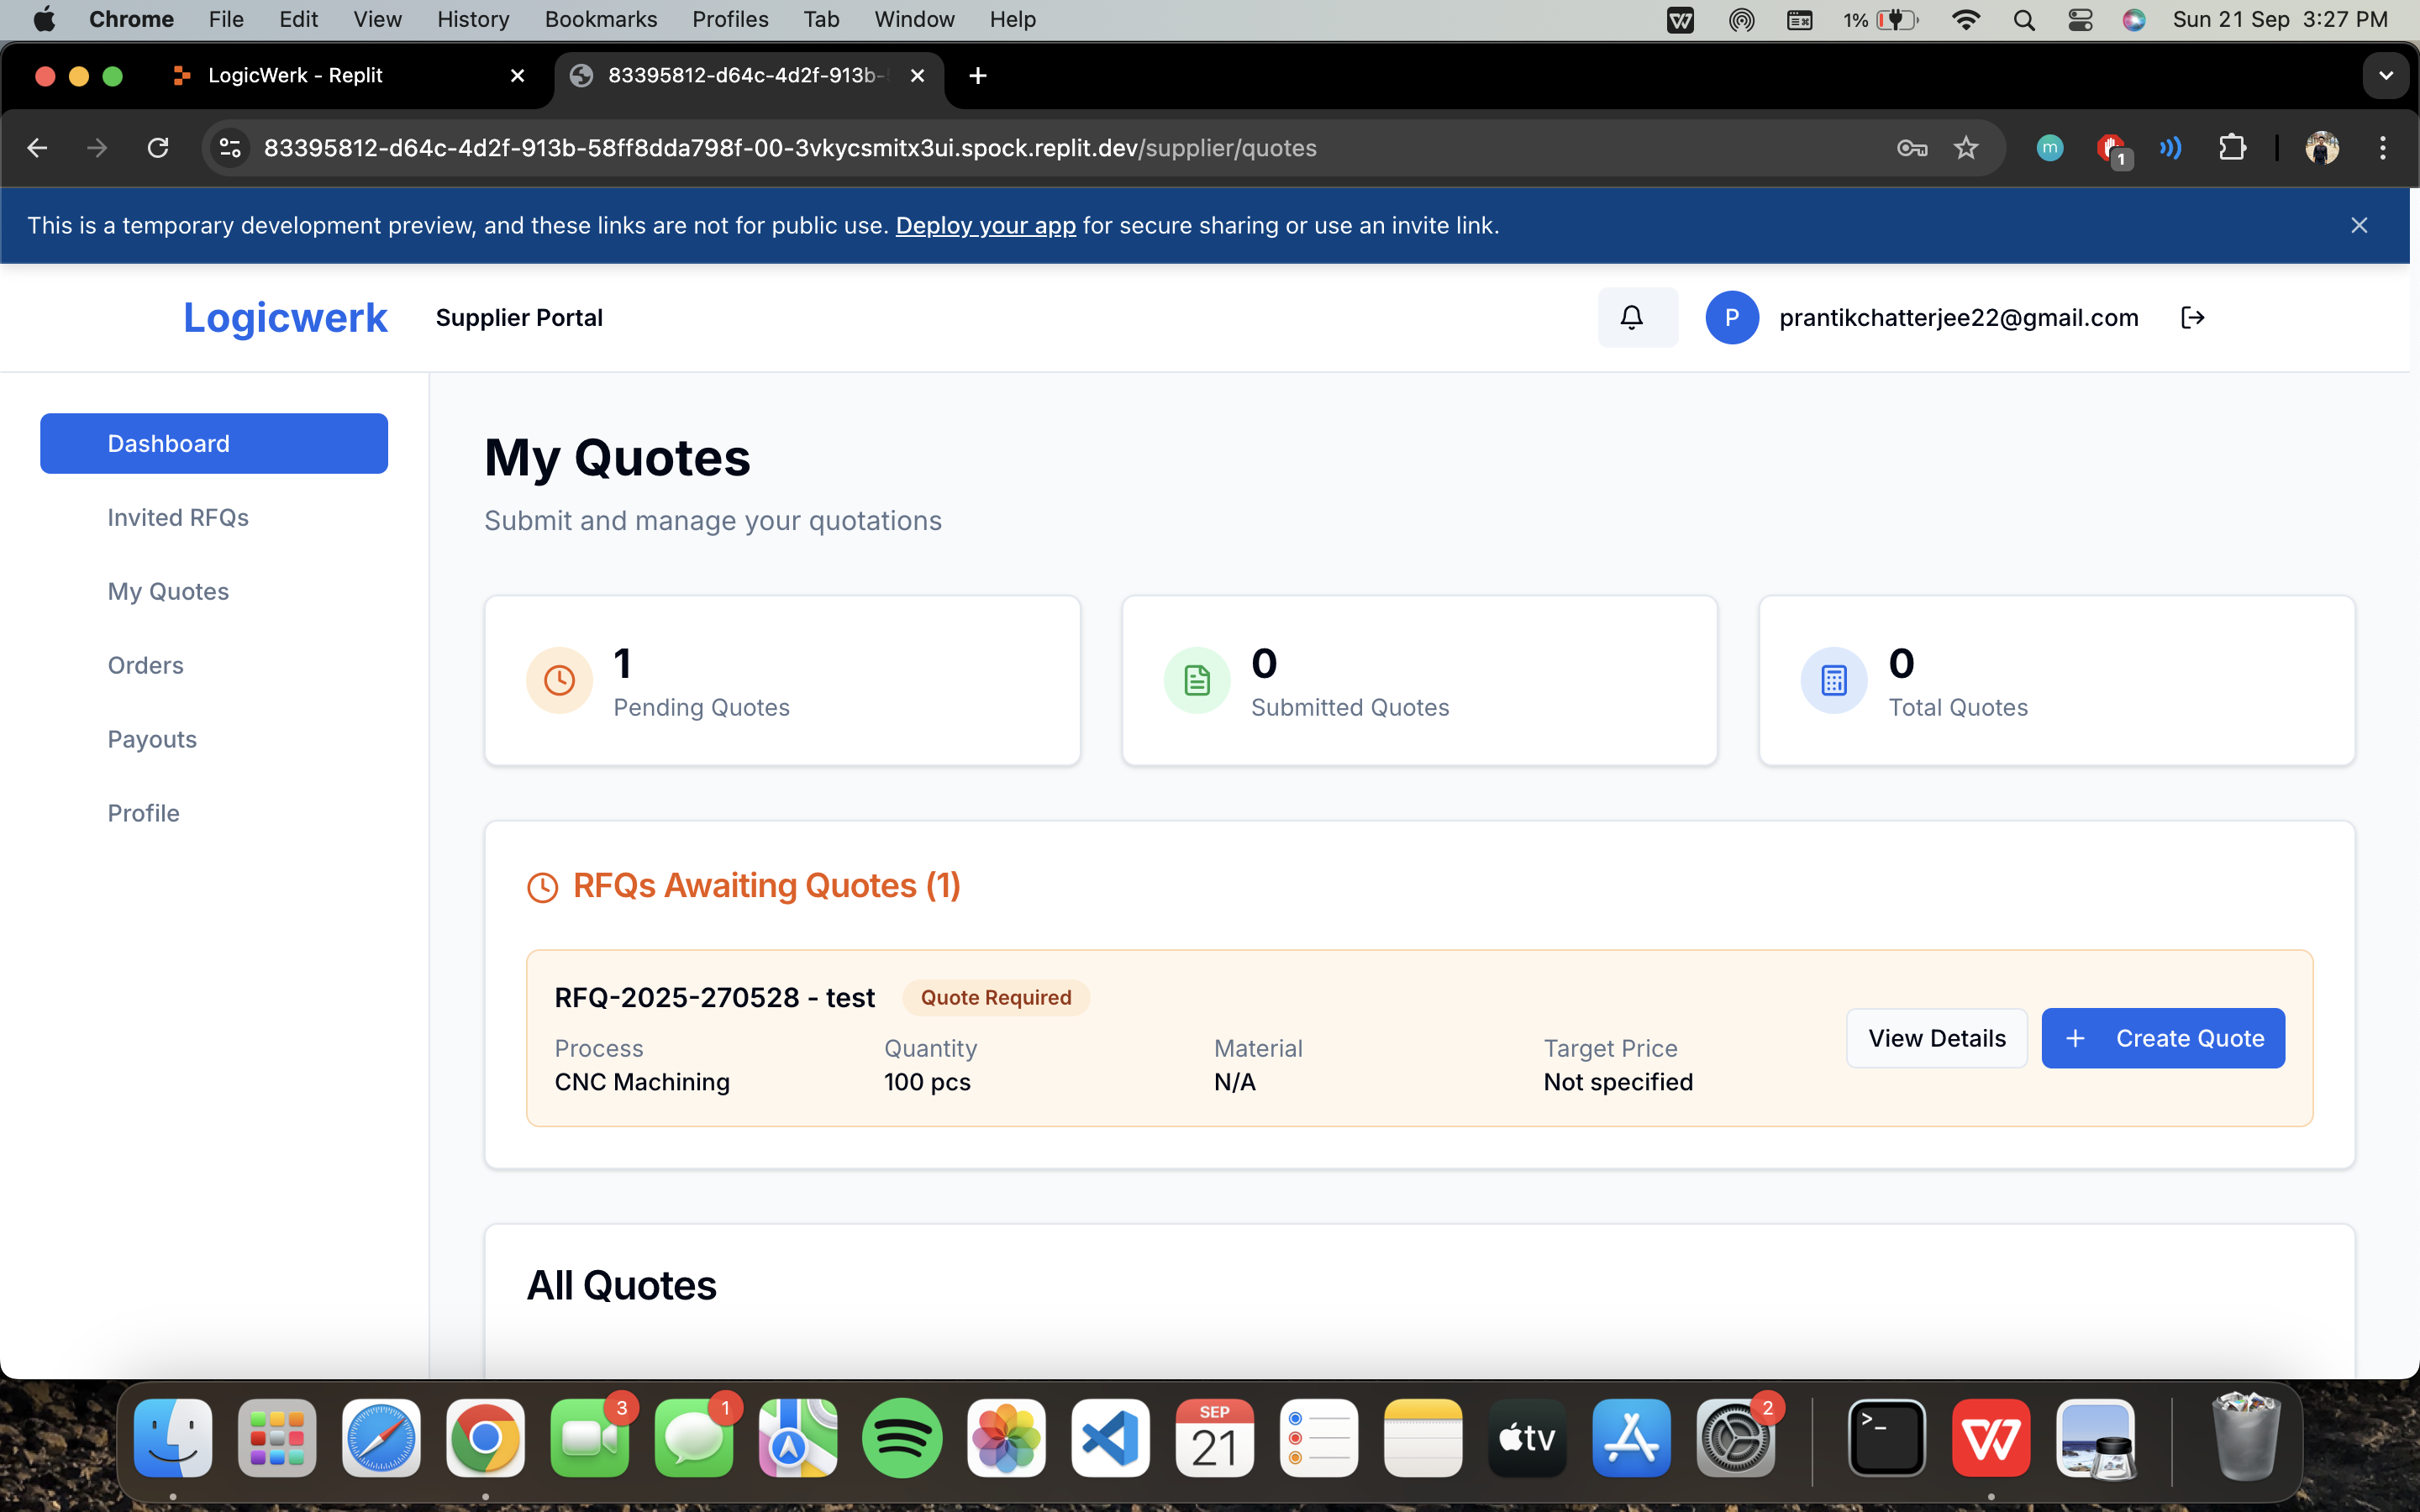 Chrome File Edit View History Bookmarks Profiles Tab Window Help 1% Sun 21 Sep 3:27 PM
LogicWerk - Replit 83395812-d64c-4d2f-913b-
83395812-d64c-4d2f-913b-58ff8dda798f-00-3vkycsmitx3ui.spock.replit.dev/supplier/quotes m 1
This is a temporary development preview, and these links are not for public use. Deploy your app for secure sharing or use an invite link.
Logicwerk Supplier Portal P prantikchatterjee22@gmail.com
Dashboard
Invited RFQs
My Quotes
Orders
Payouts
Profile
My Quotes
Submit and manage your quotations
1
Pending Quotes
0
Submitted Quotes
0
Total Quotes
RFQs Awaiting Quotes (1)
RFQ-2025-270528 - test Quote Required
Process Quantity Material Target Price
CNC Machining 100 pcs N/A Not specified
View Details + Create Quote
All Quotes
3 1 SEP 2
21 tv >_